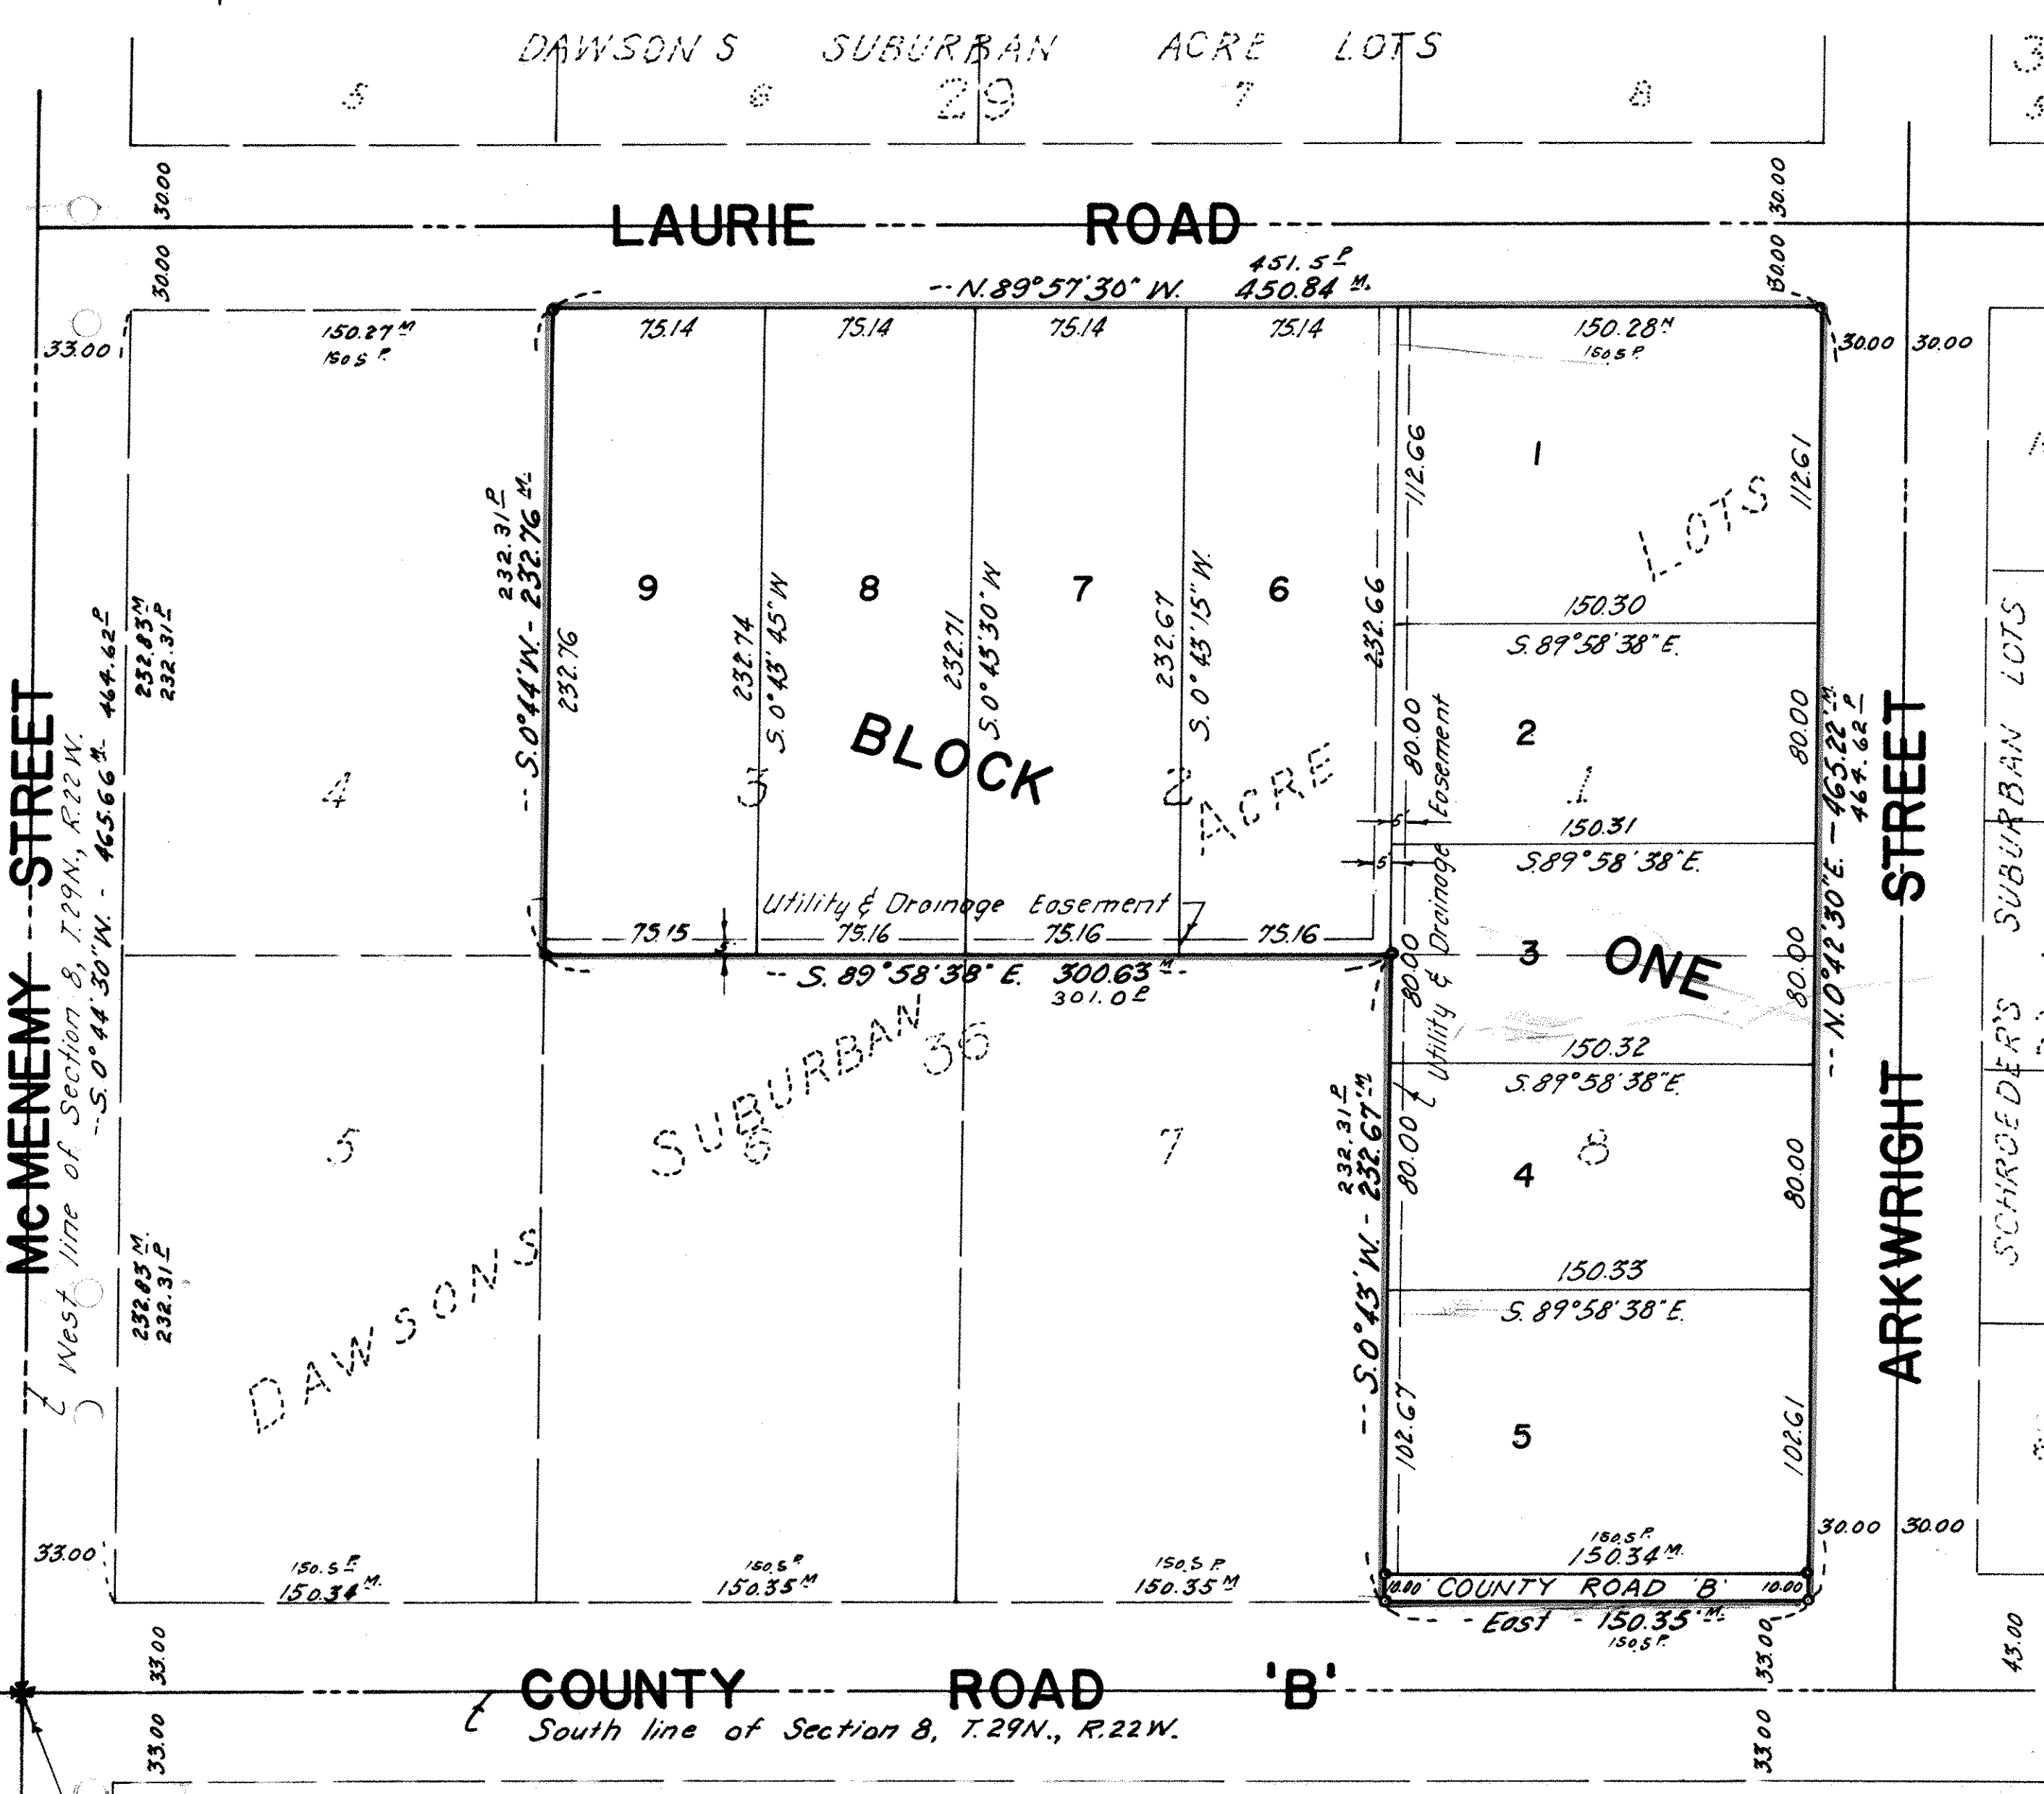 DAWSON S SUBURBAN ACRE LOTS
5 6 29 7 8
30.00 30.00
30.00 30.00
LAURIE ROAD
451.5 P
N. 89°57'30" W. 450.84 M.
33.00
150.27 M
150.5 P.
75.14 75.14 75.14 75.14
150.28 M
150.5 P.
30.00 30.00
232.31 P
S. 0°44' W. - 232.76 M.
232.76
9
232.74
S. 0°43'45" W
8
232.71
S. 0°43'30" W
7
232.67
S. 0°43'15" W.
6
232.66
112.66
1
112.61
LOTS
150.30
S. 89°58'38" E.
80.00
2
80.00
1
150.31
S. 89°58'38" E.
5'
5'
Utility & Drainage Easement
BLOCK
3 2
ACRE
Utility & Drainage Easement
75.15 75.16 75.16 75.16
5'
S. 89°58'38" E. 300.63 M.
301.0 P
80.00
3
ONE
80.00
150.32
S. 89°58'38" E.
80.00
4
8
80.00
150.33
S. 89°58'38" E.
102.67
5
102.61
232.31 P
S. 0°43' W. - 232.67' M
N. 0°42'30" E. - 465.22' M.
464.62 P
ARKWRIGHT STREET
SCHROEDER'S SUBURBAN LOTS
McMENEMY STREET
West line of Section 8, T.29N., R.22W.
S. 0°44'30" W. - 465.66 M. 464.62 P
232.83 M
232.31 P
4
5
232.83 M.
232.31 P
DAWSONS
SUBURBAN
36
6 7
33.00
150.5 P.
150.34 M.
150.5 P
150.35 M
150.5 P.
150.35 M
150.5 P.
150.34 M.
30.00 30.00
10.00' COUNTY ROAD 'B' 10.00
East - 150.35' M.
150.5 P.
33.00
33.00
43.00
COUNTY ROAD 'B'
South line of Section 8, T.29N., R.22W.
33.00
33.00